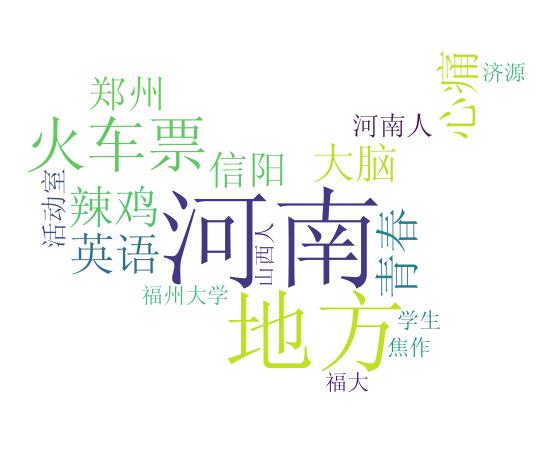 心痛
济源
郑州
火车票
河南人
信阳
大脑
活动室
辣鸡
英语
河南
山西人
青春
福州大学
地方
学生
焦作
福大